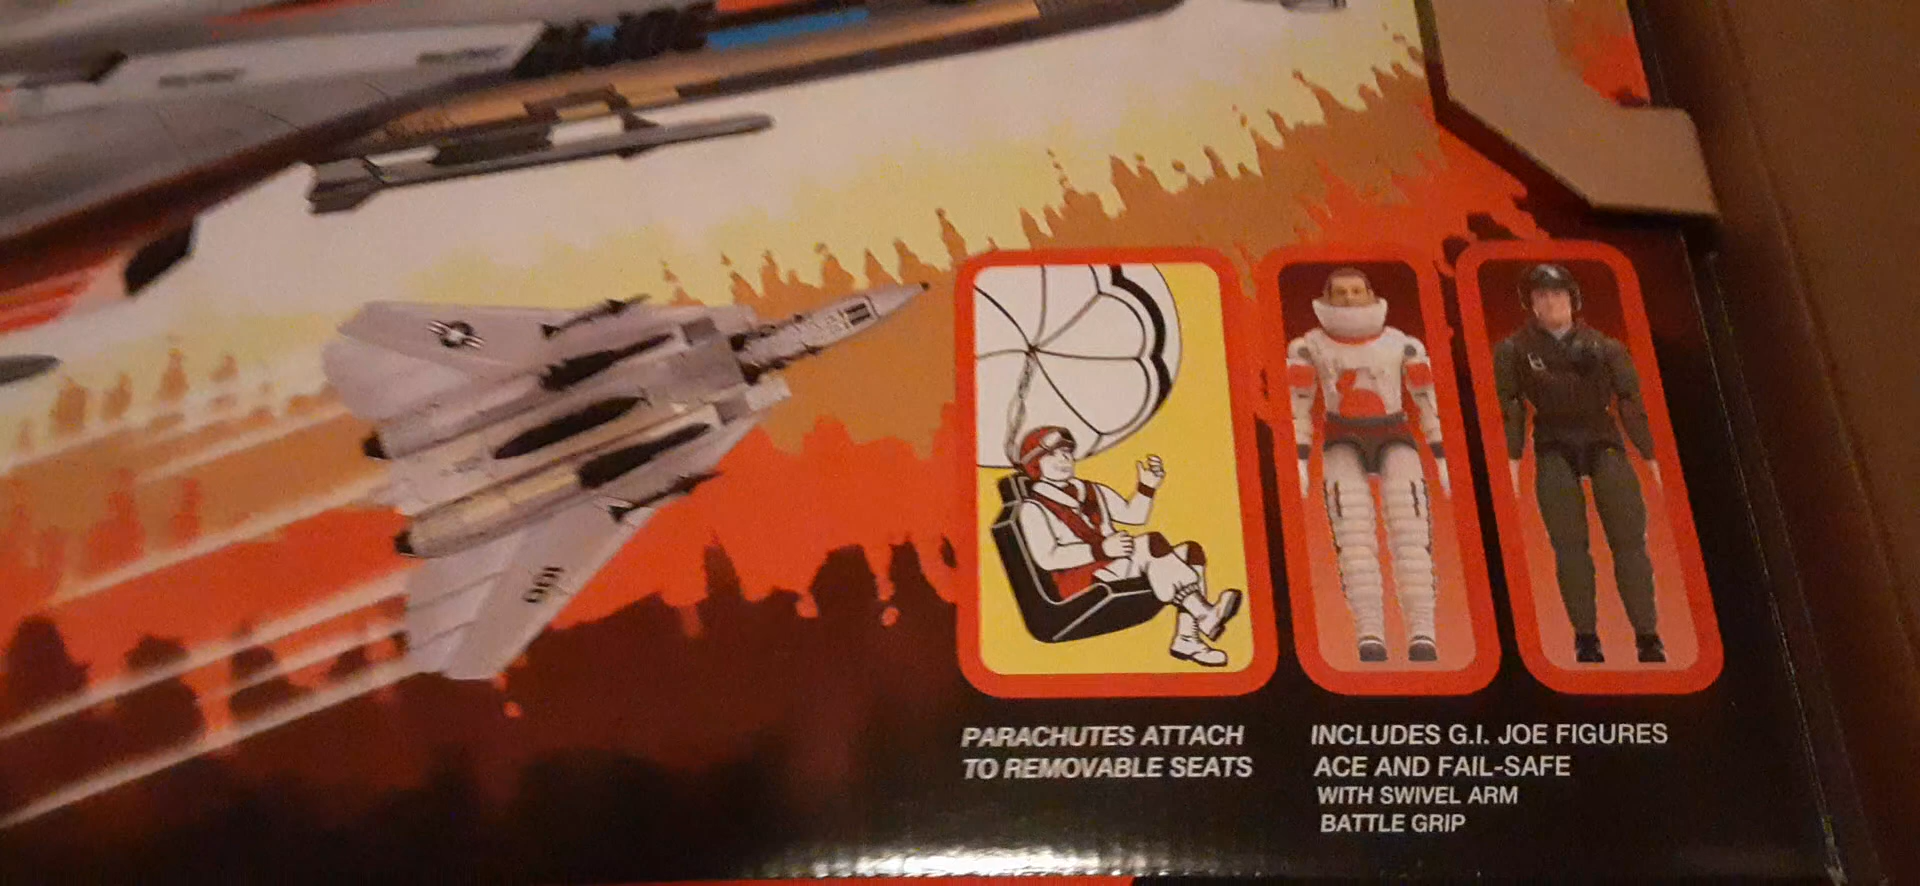 PARACHUTES ATTACH
TO REMOVABLE SEATS
INCLUDES G.I. JOE FIGURES
ACE AND FAIL-SAFE
WITH SWIVEL ARM
BATTLE GRIP